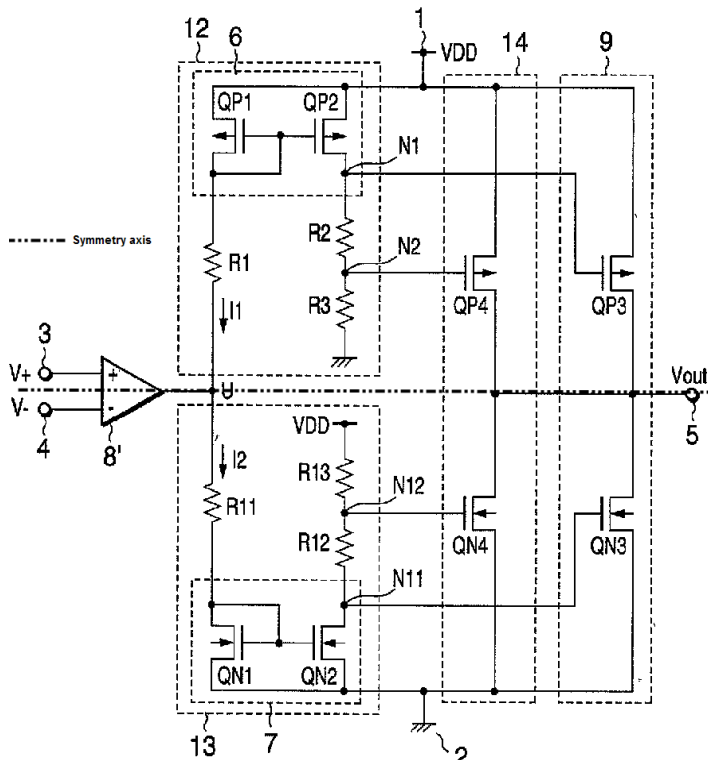 12
6
1
VDD
14
9
QP1
QP2
N1
Symmetry axis
R2
N2
R1
R3
QP4
QP3
I1
3
V+
+
U
Vout
V-
-
4
8'
5
VDD
I2
R13
N12
R11
R12
QN4
QN3
N11
QN1
QN2
13
7
2